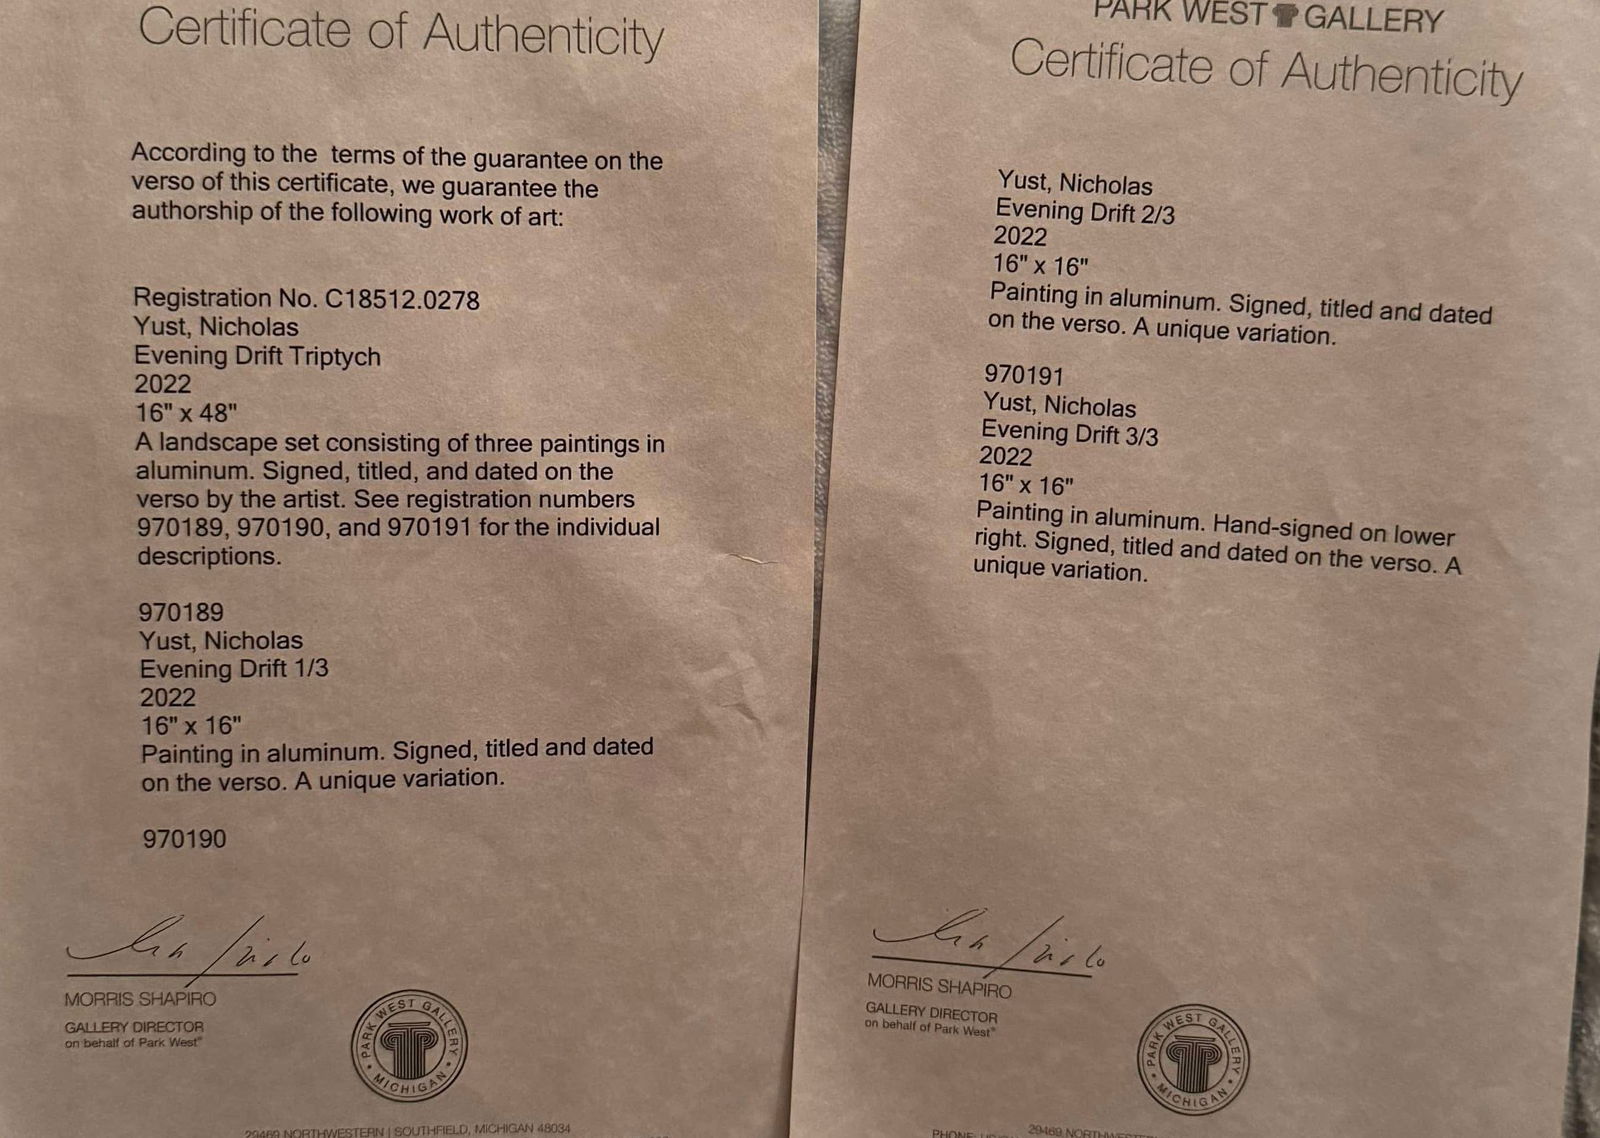 Certificate of Authenticity
According to the terms of the guarantee on the
verso of this certificate, we guarantee the
authorship of the following work of art:
Registration No. C18512.0278
Yust, Nicholas
Evening Drift Triptych
2022
16" x 48"
A landscape set consisting of three paintings in
aluminum. Signed, titled, and dated on the
verso by the artist. See registration numbers
970189, 970190, and 970191 for the individual
descriptions.
970189
Yust, Nicholas
Evening Drift 1/3
2022
16" x 16"
Painting in aluminum. Signed, titled and dated
on the verso. A unique variation.
970190
MORRIS SHAPIRO
GALLERY DIRECTOR
on behalf of Park West®
PARK WEST GALLERY
MICHIGAN
29469 NORTHWESTERN | SOUTHFIELD, MICHIGAN 48034
PARK WEST GALLERY
Certificate of Authenticity
Yust, Nicholas
Evening Drift 2/3
2022
16" x 16"
Painting in aluminum. Signed, titled and dated
on the verso. A unique variation.
970191
Yust, Nicholas
Evening Drift 3/3
2022
16" x 16"
Painting in aluminum. Hand-signed on lower
right. Signed, titled and dated on the verso. A
unique variation.
MORRIS SHAPIRO
GALLERY DIRECTOR
on behalf of Park West®
PARK WEST GALLERY
MICHIGAN
29469
PHONE: